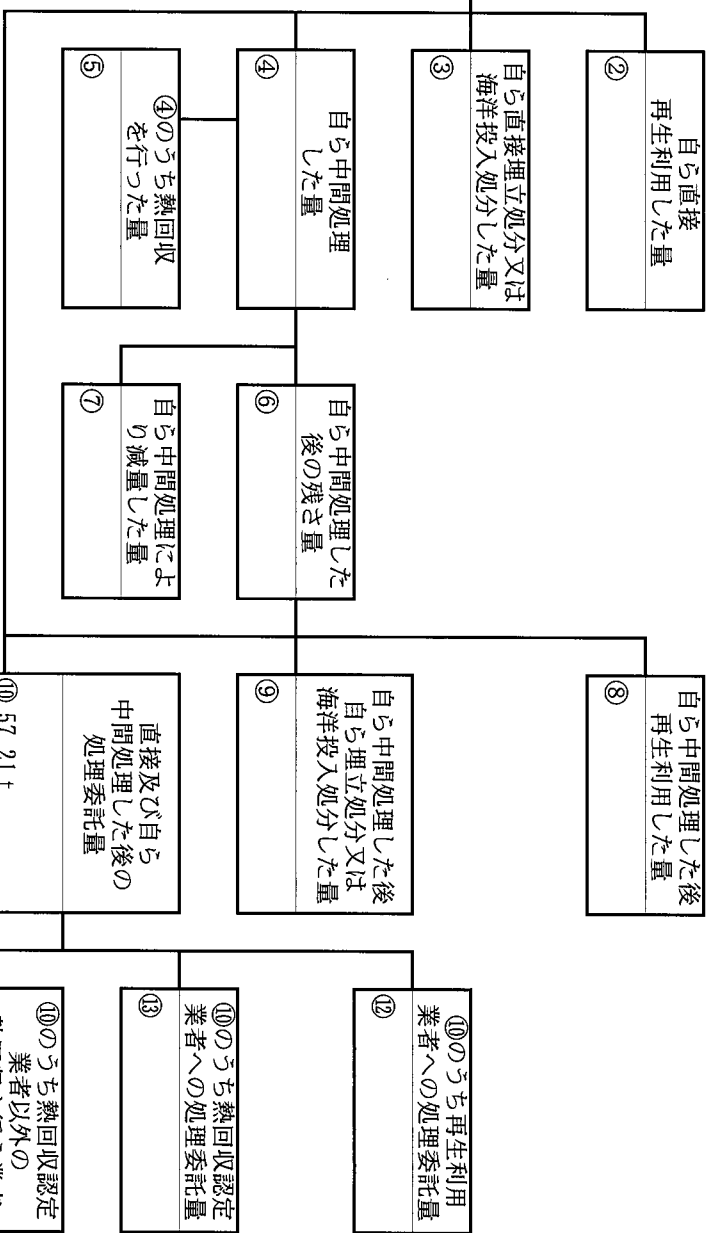 自ら直接
再生利用した量
②
自ら直接埋立処分又は
海洋投入処分した量
③
自ら中間処理
した量
④
④のうち熱回収
を行った量
⑤
自ら中間処理した
後の残さ量
⑥
自ら中間処理によ
り減量した量
⑦
自ら中間処理した後
再生利用した量
⑧
自ら中間処理した後
自ら埋立処分又は
海洋投入処分した量
⑨
直接及び自ら
中間処理した後の
処理委託量
⑩ 57.21t
⑩のうち再生利用
業者への処理委託量
⑫
⑩のうち熱回収認定
業者への処理委託量
⑬
⑩のうち熱回収認定
業者以外の